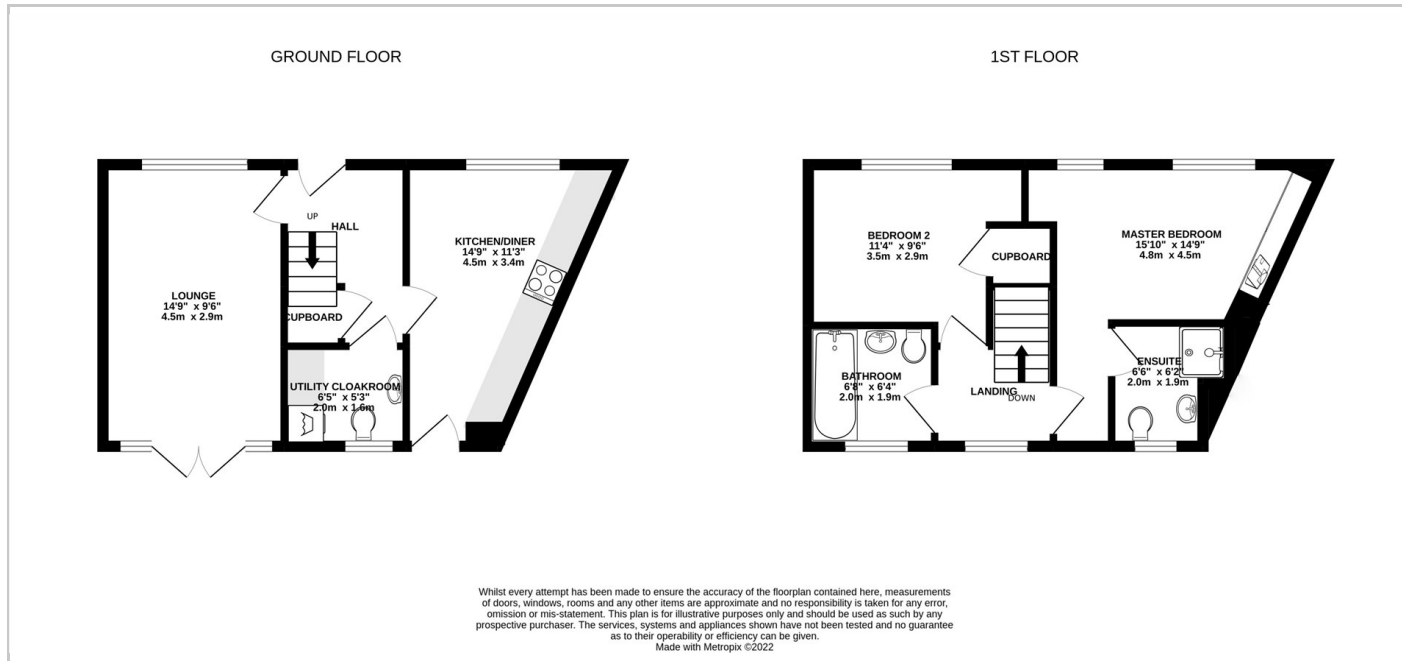 GROUND FLOOR
LOUNGE
14'9" x 9'6"
4.5m x 2.9m
UP
HALL
CUPBOARD
KITCHEN/DINER
14'9" x 11'3"
4.5m x 3.4m
UTILITY CLOAKROOM
6'5" x 5'3"
2.0m x 1.6m
1ST FLOOR
BEDROOM 2
11'4" x 9'6"
3.5m x 2.9m
CUPBOARD
MASTER BEDROOM
15'10" x 14'9"
4.8m x 4.5m
BATHROOM
6'8" x 6'4"
2.0m x 1.9m
LANDING
DOWN
ENSUITE
6'6" x 6'2"
2.0m x 1.9m
Whilst every attempt has been made to ensure the accuracy of the floorplan contained here, measurements
of doors, windows, rooms and any other items are approximate and no responsibility is taken for any error,
omission or mis-statement. This plan is for illustrative purposes only and should be used as such by any
prospective purchaser. The services, systems and appliances shown have not been tested and no guarantee
as to their operability or efficiency can be given.
Made with Metropix ©2022